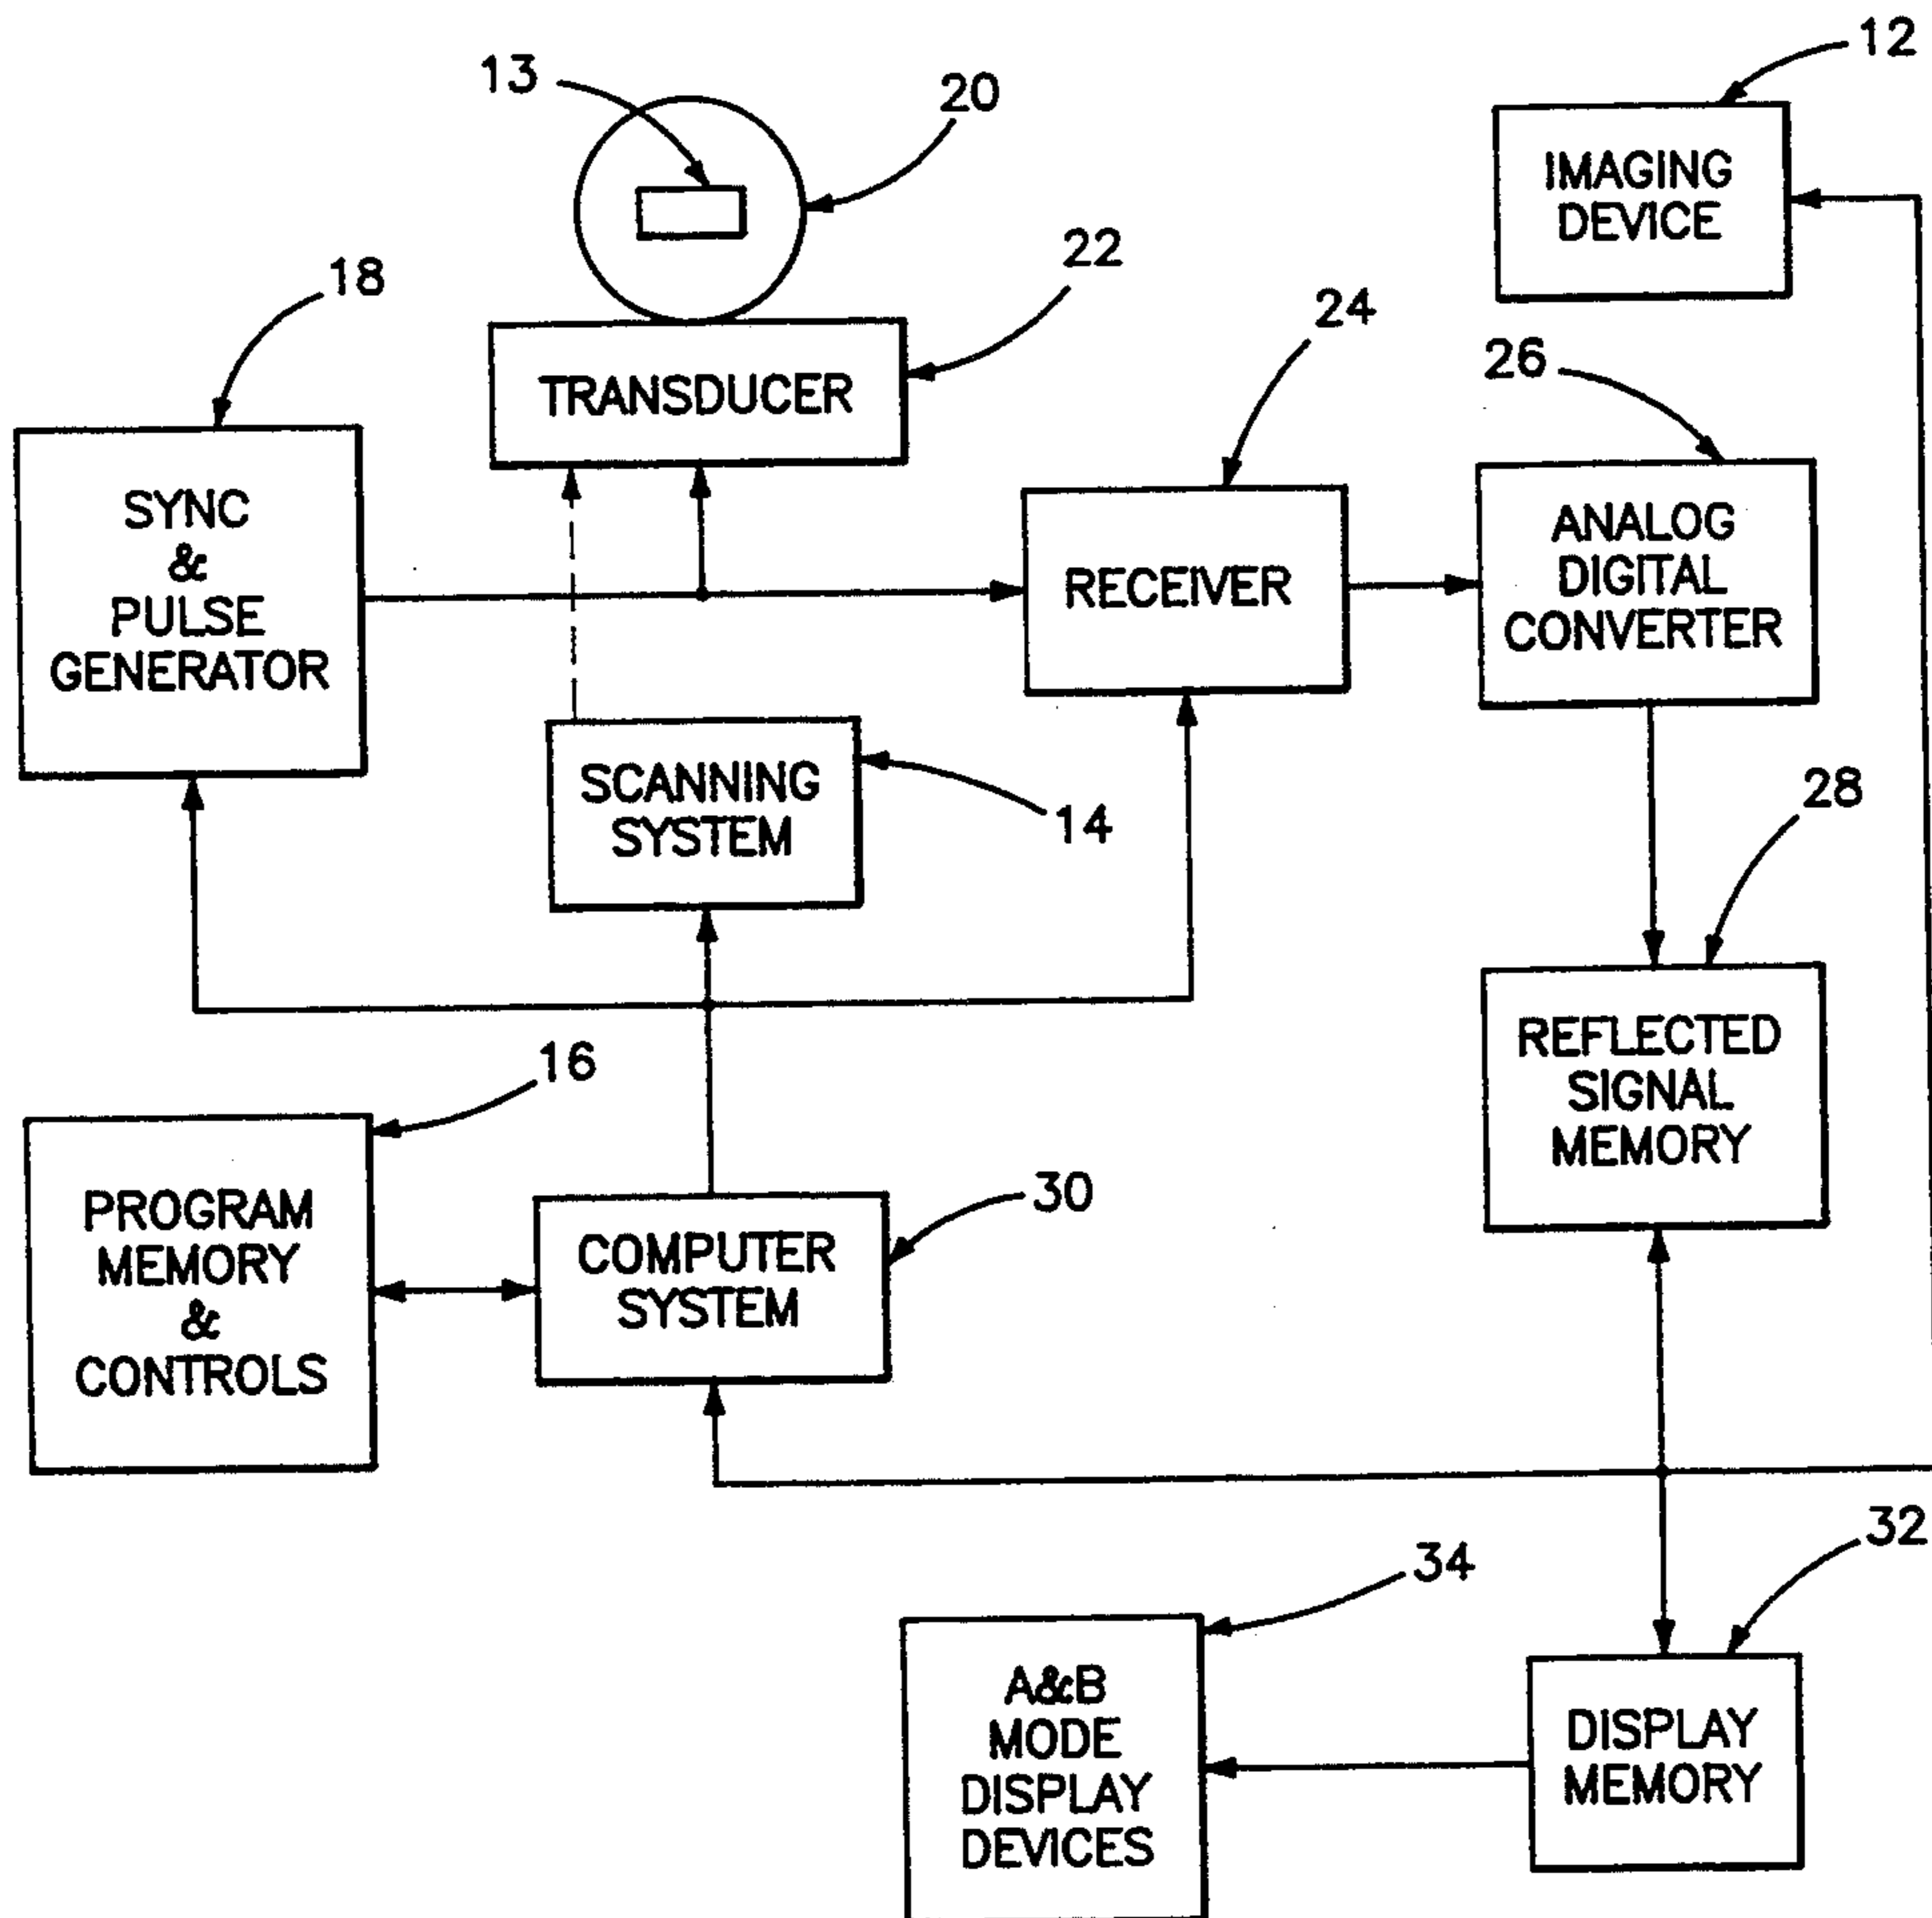 12
13
20
IMAGING
DEVICE
22
18
24
26
TRANSDUCER
SYNC
&
PULSE
GENERATOR
RECEIVER
ANALOG
DIGITAL
CONVERTER
SCANNING
SYSTEM
14
28
16
REFLECTED
SIGNAL
MEMORY
PROGRAM
MEMORY
&
CONTROLS
COMPUTER
SYSTEM
30
34
32
A&B
MODE
DISPLAY
DEVICES
DISPLAY
MEMORY